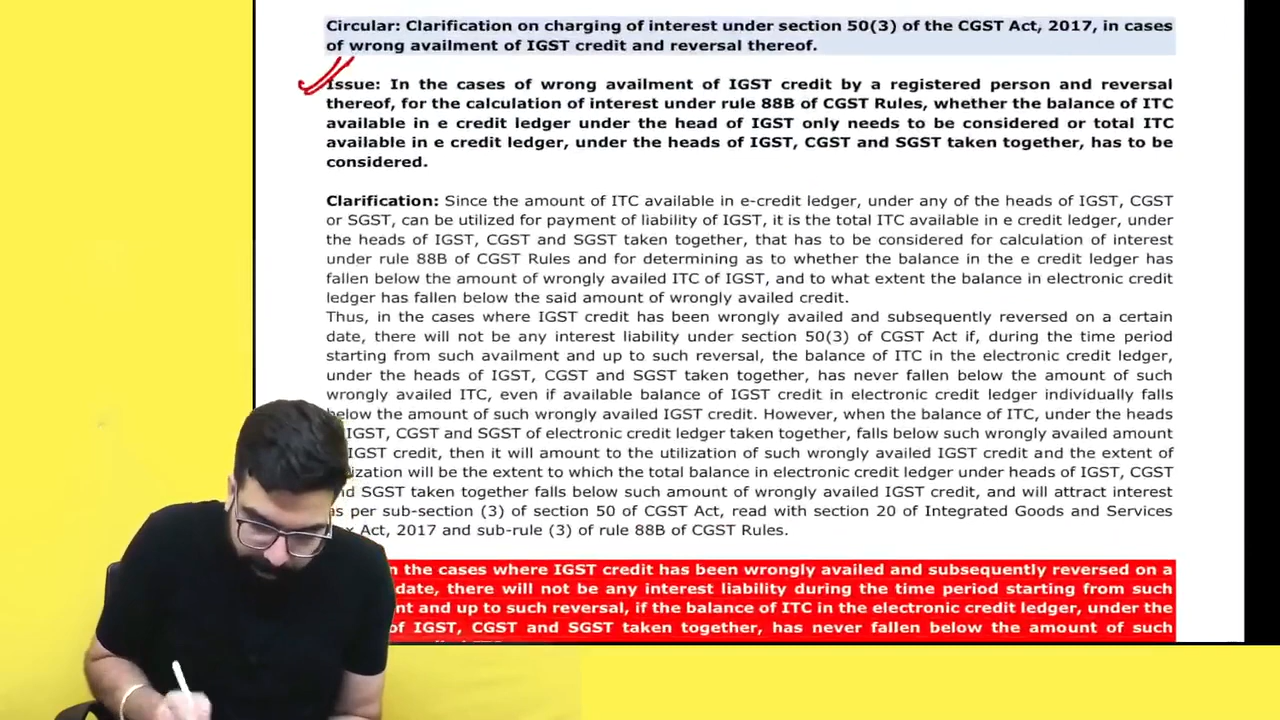 Circular: Clarification on charging of interest under section 50(3) of the CGST Act, 2017, in cases
of wrong availment of IGST credit and reversal thereof.
Issue: In the cases of wrong availment of IGST credit by a registered person and reversal
thereof, for the calculation of interest under rule 88B of CGST Rules, whether the balance of ITC
available in e credit ledger under the head of IGST only needs to be considered or total ITC
available in e credit ledger, under the heads of IGST, CGST and SGST taken together, has to be
considered.
Clarification: Since the amount of ITC available in e-credit ledger, under any of the heads of IGST, CGST
or SGST, can be utilized for payment of liability of IGST, it is the total ITC available in e credit ledger, under
the heads of IGST, CGST and SGST taken together, that has to be considered for calculation of interest
under rule 88B of CGST Rules and for determining as to whether the balance in the e credit ledger has
fallen below the amount of wrongly availed ITC of IGST, and to what extent the balance in electronic credit
ledger has fallen below the said amount of wrongly availed credit.
Thus, in the cases where IGST credit has been wrongly availed and subsequently reversed on a certain
date, there will not be any interest liability under section 50(3) of CGST Act if, during the time period
starting from such availment and up to such reversal, the balance of ITC in the electronic credit ledger,
under the heads of IGST, CGST and SGST taken together, has never fallen below the amount of such
wrongly availed ITC, even if available balance of IGST credit in electronic credit ledger individually falls
below the amount of such wrongly availed IGST credit. However, when the balance of ITC, under the heads
IGST, CGST and SGST of electronic credit ledger taken together, falls below such wrongly availed amount
IGST credit, then it will amount to the utilization of such wrongly availed IGST credit and the extent of
ization will be the extent to which the total balance in electronic credit ledger under heads of IGST, CGST
nd SGST taken together falls below such amount of wrongly availed IGST credit, and will attract interest
as per sub-section (3) of section 50 of CGST Act, read with section 20 of Integrated Goods and Services
x Act, 2017 and sub-rule (3) of rule 88B of CGST Rules.
n the cases where IGST credit has been wrongly availed and subsequently reversed on a
date, there will not be any interest liability during the time period starting from such
nt and up to such reversal, if the balance of ITC in the electronic credit ledger, under the
of IGST, CGST and SGST taken together, has never fallen below the amount of such